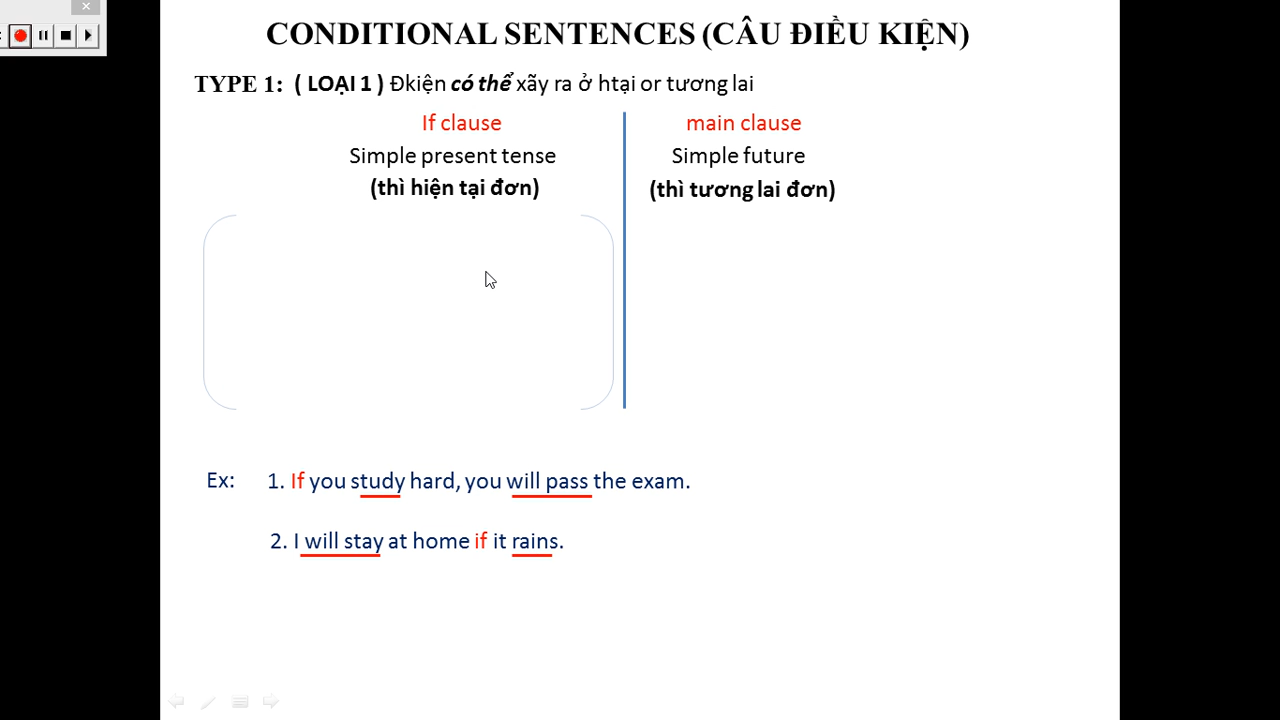 CONDITIONAL SENTENCES (CÂU ĐIỀU KIỆN)
TYPE 1: ( LOẠI 1 ) Đkiện có thể xãy ra ở htại or tương lai
If clause
main clause
Simple present tense
Simple future
(thì hiện tại đơn)
(thì tương lai đơn)
Ex: 1. If you study hard, you will pass the exam.
2. I will stay at home if it rains.